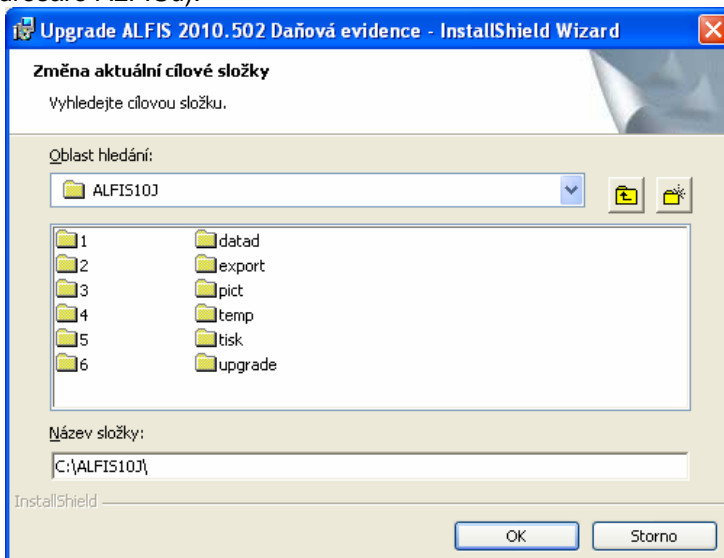 Upgrade ALFIS 2010.502 Daňová evidence - InstallShield Wizard
Změna aktuální cílové složky
Vyhledejte cílovou složku.
Oblast hledání:
ALFIS10J
1 datad
2 export
3 pict
4 temp
5 tisk
6 upgrade
Název složky:
C:\ALFIS10J\
InstallShield
OK Storno